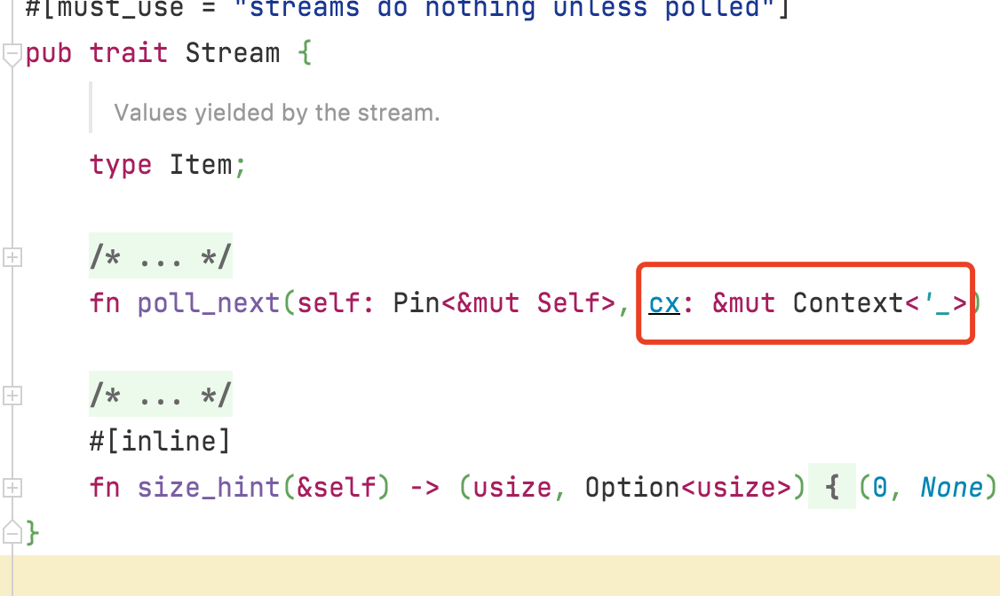 #[must_use = "streams do nothing unless polled"]
pub trait Stream {
Values yielded by the stream.
type Item;
/* ... */
fn poll_next(self: Pin<&mut Self>, cx: &mut Context<'_>)
/* ... */
#[inline]
fn size_hint(&self) -> (usize, Option<usize>) { (0, None)
}